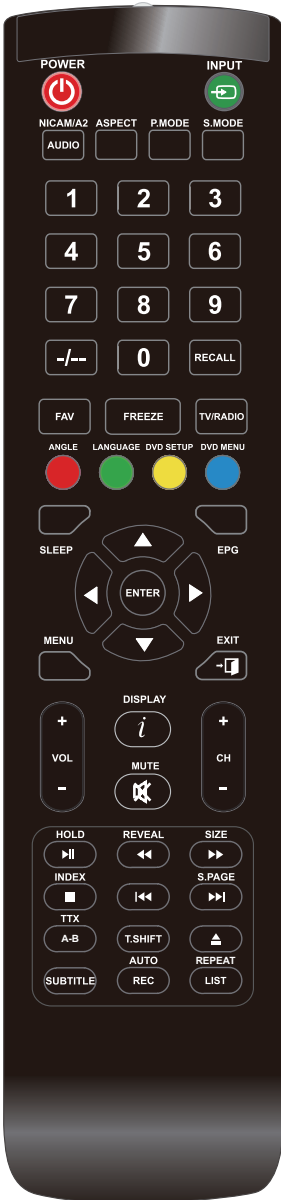 POWER INPUT
NICAM/A2 ASPECT P.MODE S.MODE
AUDIO
1 2 3
4 5 6
7 8 9
-/-- 0 RECALL
FAV FREEZE TV/RADIO
ANGLE LANGUAGE DVD SETUP DVD MENU
SLEEP EPG
ENTER
MENU EXIT
DISPLAY
i
+ +
VOL CH
- -
MUTE
HOLD REVEAL SIZE
INDEX S.PAGE
TTX
A-B T.SHIFT
AUTO REPEAT
SUBTITLE REC LIST